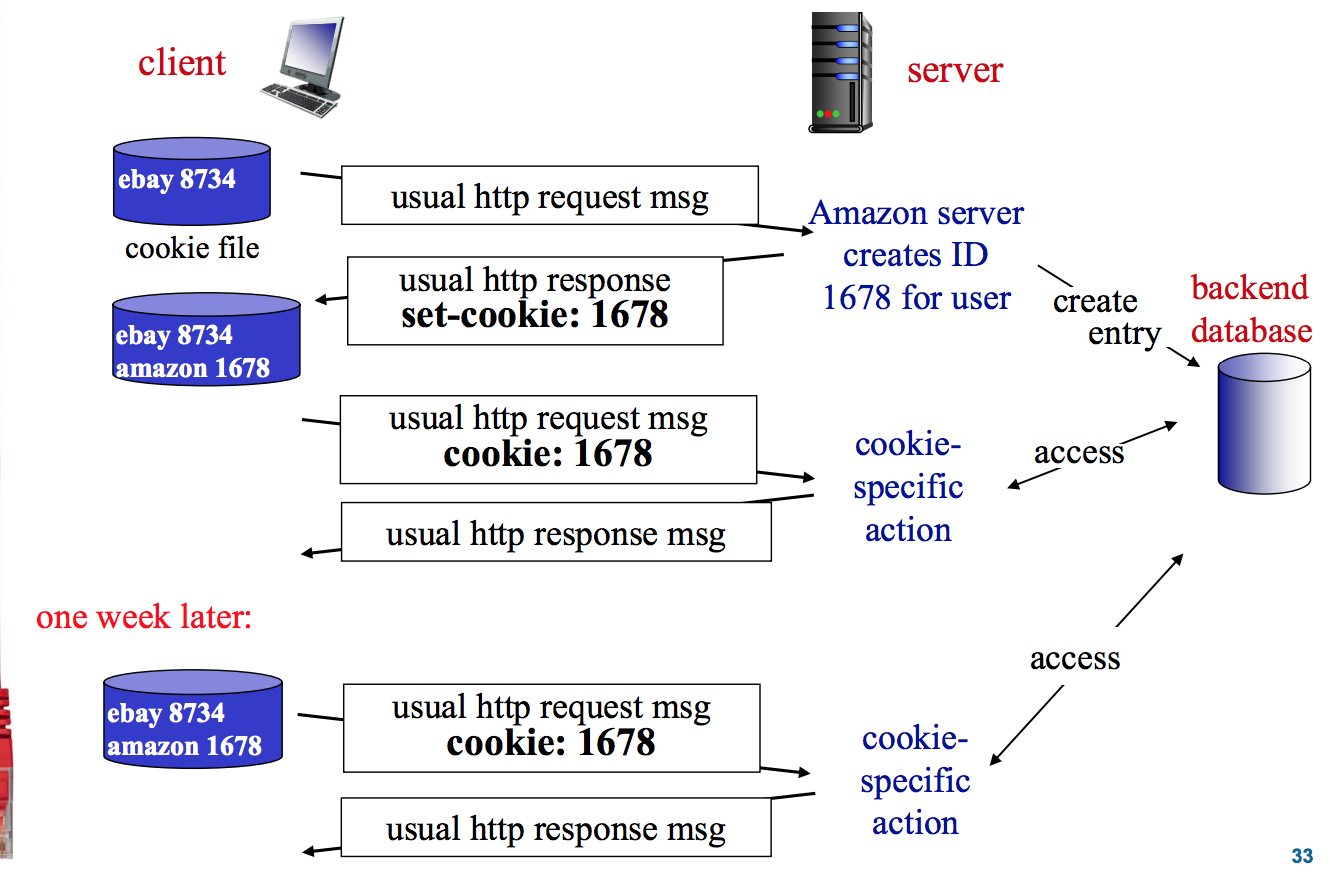 client
server
ebay 8734
cookie file
usual http request msg
Amazon server
creates ID
1678 for user
usual http response
set-cookie: 1678
create
entry
backend
database
ebay 8734
amazon 1678
usual http request msg
cookie: 1678
cookie-
specific
action
access
usual http response msg
one week later:
ebay 8734
amazon 1678
usual http request msg
cookie: 1678
cookie-
specific
action
access
usual http response msg
33